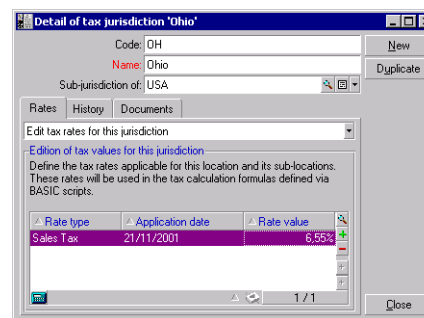 Detail of tax jurisdiction 'Ohio'
Code: OH
Name: Ohio
Sub-jurisdiction of: USA
New
Duplicate
Rates History Documents
Edit tax rates for this jurisdiction
Edition of tax values for this jurisdiction
Define the tax rates applicable for this location and its sub-locations.
These rates will be used in the tax calculation formulas defined via
BASIC scripts.
Rate type Application date Rate value
Sales Tax 21/11/2001 6,55%
1 / 1
Close